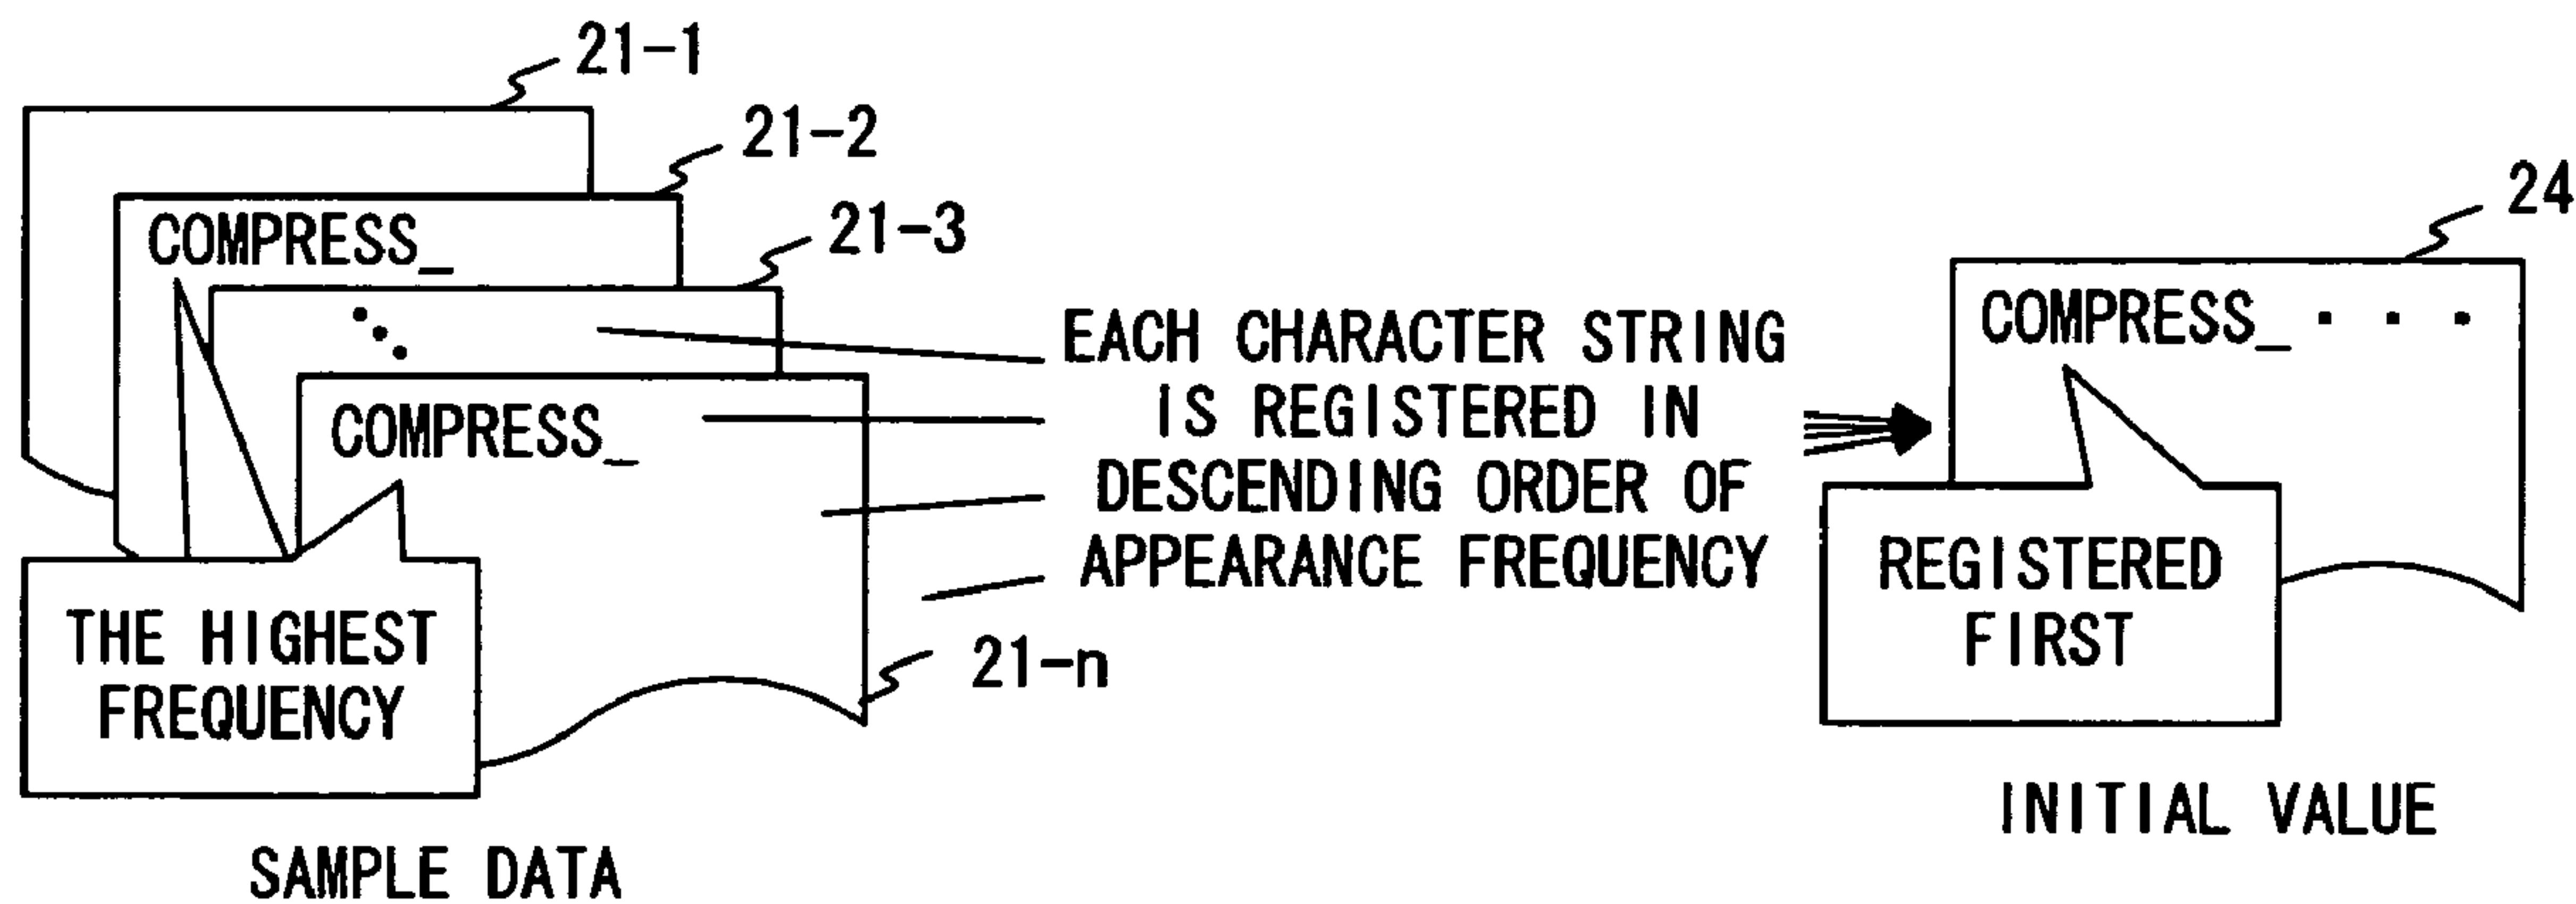 21-1
21-2
COMPRESS_
21-3
COMPRESS_
THE HIGHEST
FREQUENCY
21-n
SAMPLE DATA
EACH CHARACTER STRING
IS REGISTERED IN
DESCENDING ORDER OF
APPEARANCE FREQUENCY
24
COMPRESS_ . . .
REGISTERED
FIRST
INITIAL VALUE